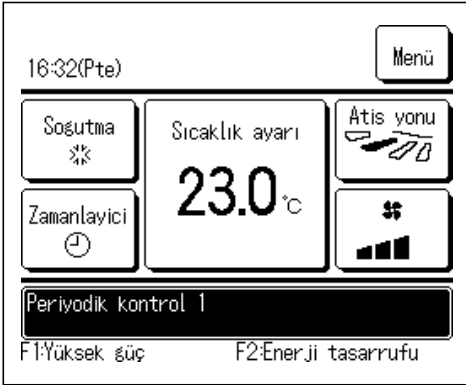 16:32(Pte)
Menü
Soğutma
Sıcaklık ayarı
Atis yonu
23.0 °C
Zamanlayici
Periyodik kontrol 1
F1:Yüksek güç
F2:Enerji tasarrufu